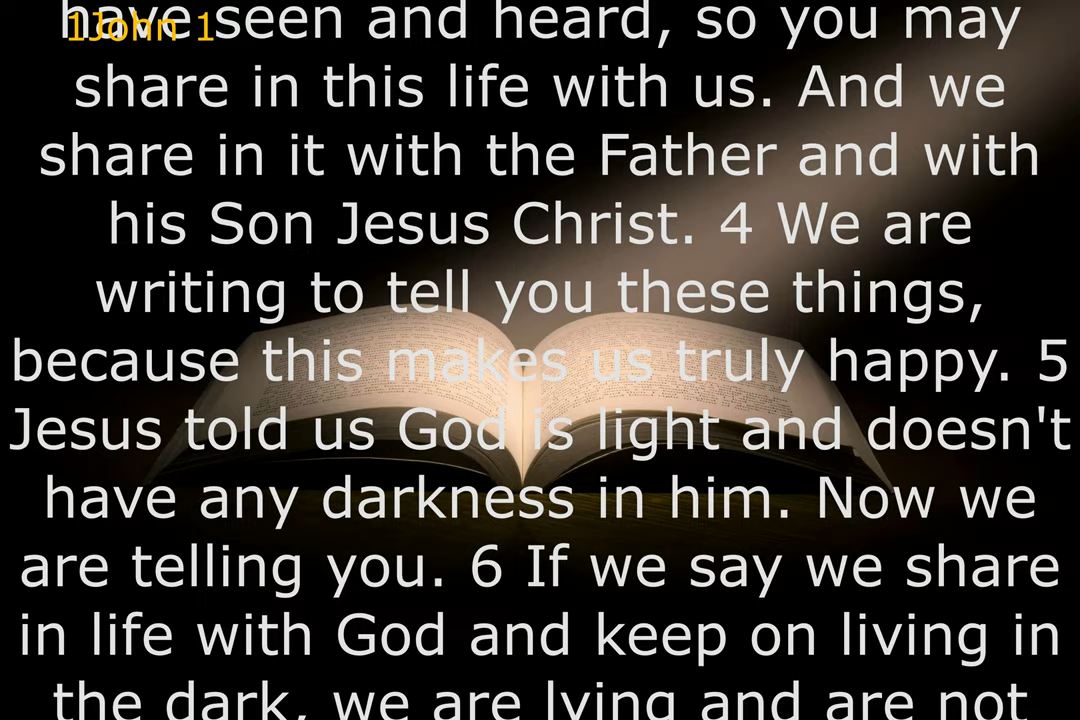 1John 1
have seen and heard, so you may
share in this life with us. And we
share in it with the Father and with
his Son Jesus Christ. 4 We are
writing to tell you these things,
because this makes us truly happy. 5
Jesus told us God is light and doesn't
have any darkness in him. Now we
are telling you. 6 If we say we share
in life with God and keep on living in
the dark, we are lying and are not